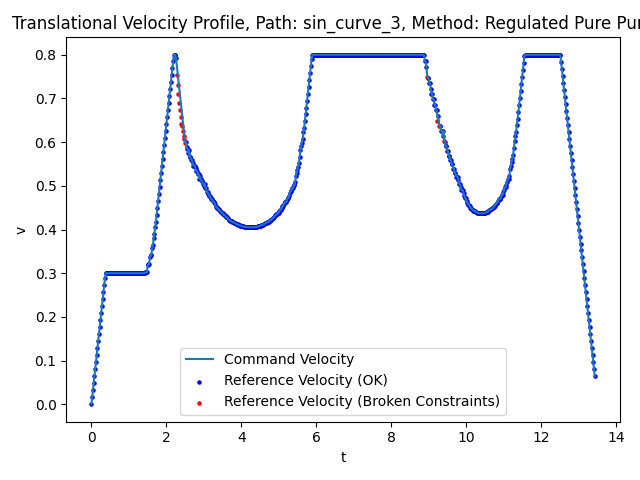 Translational Velocity Profile, Path: sin_curve_3, Method: Regulated Pure Pur
0.8
0.7
0.6
0.5
0.4
0.3
0.2
0.1
0.0
v
Command Velocity
Reference Velocity (OK)
Reference Velocity (Broken Constraints)
0 2 4 6 8 10 12 14
t